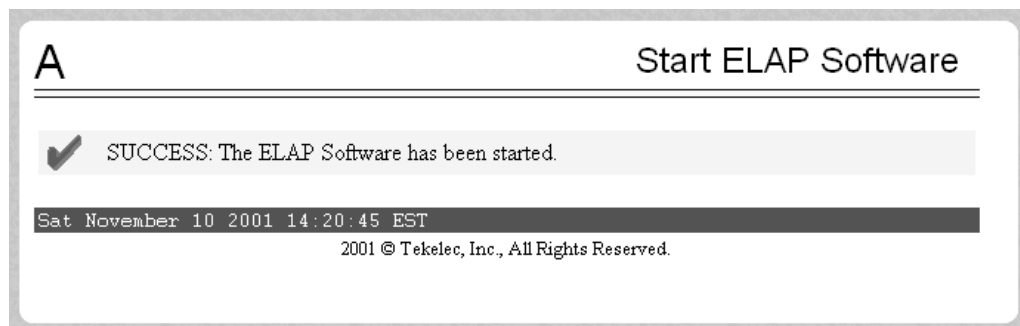 A
Start ELAP Software
SUCCESS: The ELAP Software has been started.
Sat November 10 2001 14:20:45 EST
2001 © Tekelec, Inc., All Rights Reserved.